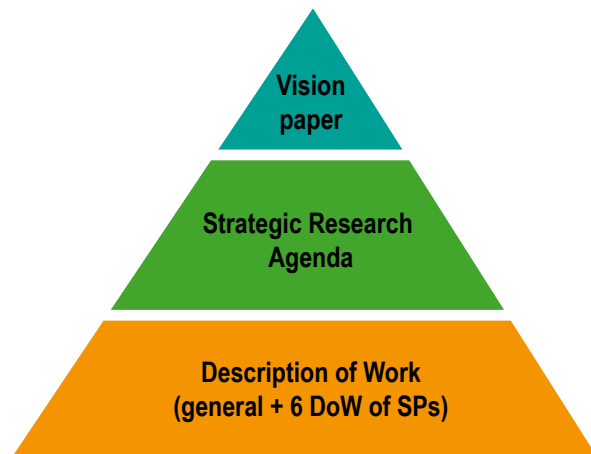 Vision
paper
Strategic Research
Agenda
Description of Work
(general + 6 DoW of SPs)